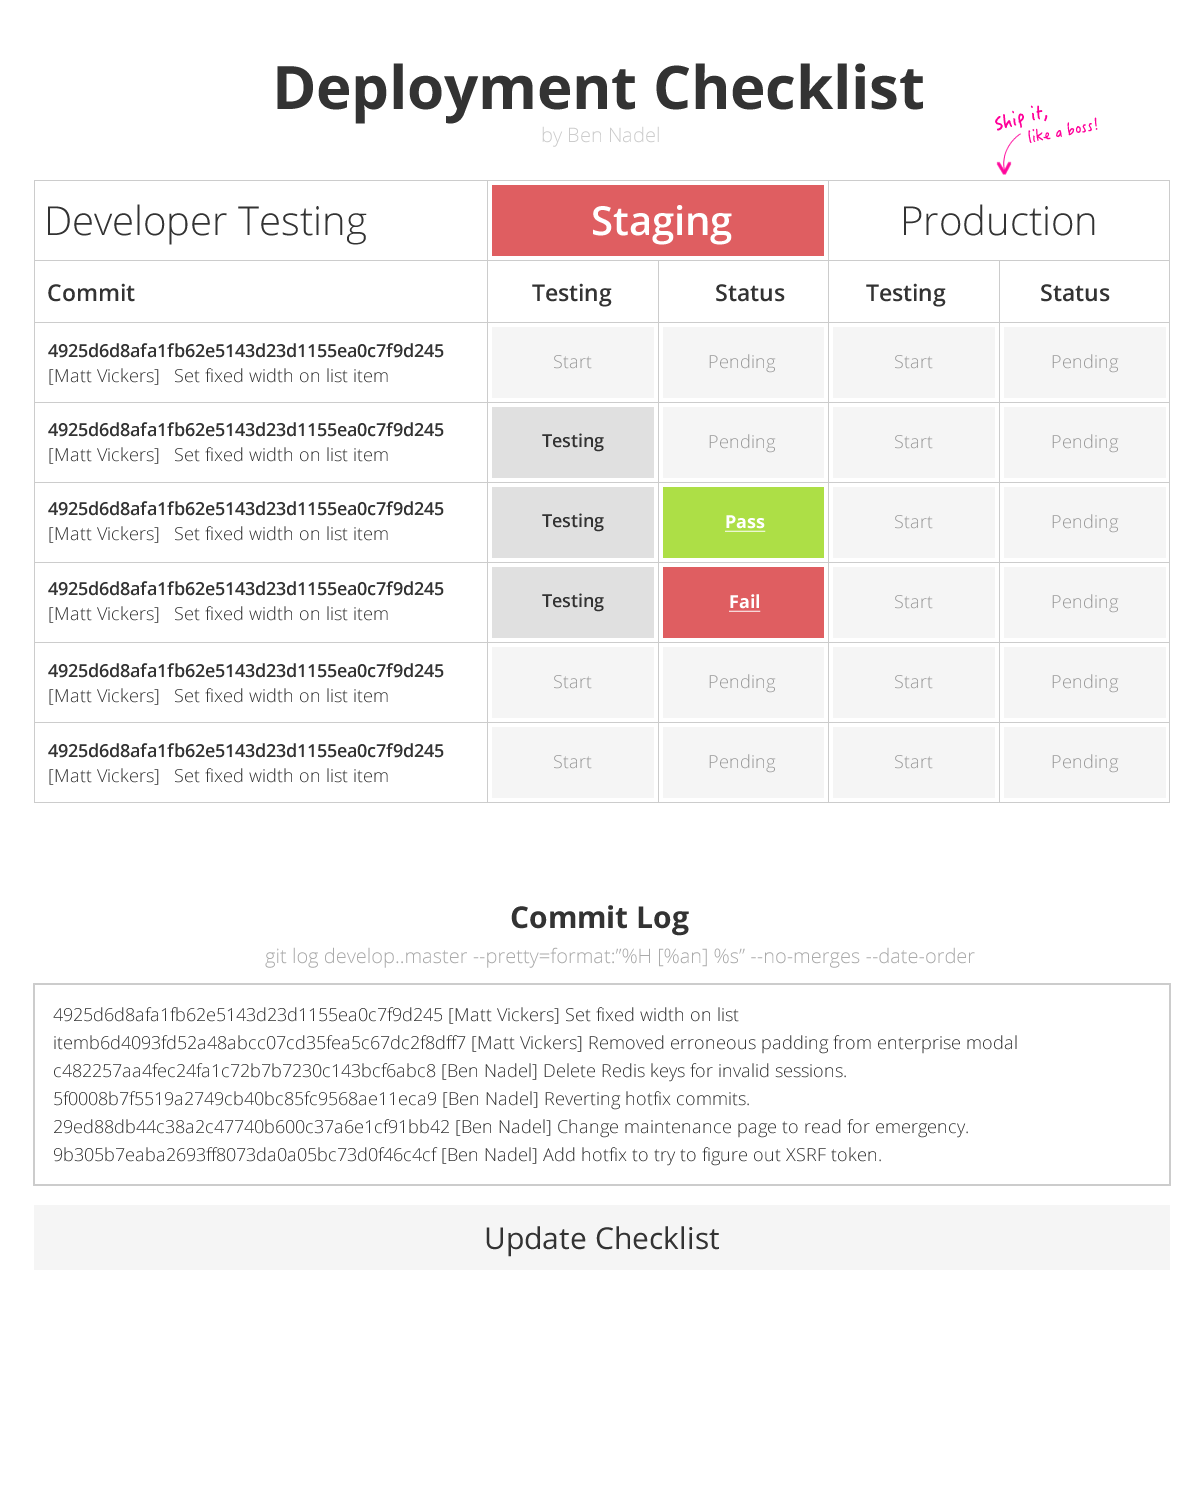 Deployment Checklist
by Ben Nadel
Ship it,
like a boss!
Developer Testing Staging Production
Commit Testing Status Testing Status
4925d6d8afa1fb62e5143d23d1155ea0c7f9d245
[Matt Vickers] Set fixed width on list item
Start Pending Start Pending
4925d6d8afa1fb62e5143d23d1155ea0c7f9d245
[Matt Vickers] Set fixed width on list item
Testing Pending Start Pending
4925d6d8afa1fb62e5143d23d1155ea0c7f9d245
[Matt Vickers] Set fixed width on list item
Testing Pass Start Pending
4925d6d8afa1fb62e5143d23d1155ea0c7f9d245
[Matt Vickers] Set fixed width on list item
Testing Fail Start Pending
4925d6d8afa1fb62e5143d23d1155ea0c7f9d245
[Matt Vickers] Set fixed width on list item
Start Pending Start Pending
4925d6d8afa1fb62e5143d23d1155ea0c7f9d245
[Matt Vickers] Set fixed width on list item
Start Pending Start Pending
Commit Log
git log develop..master --pretty=format:”%H [%an] %s” --no-merges --date-order
4925d6d8afa1fb62e5143d23d1155ea0c7f9d245 [Matt Vickers] Set fixed width on list
itemb6d4093fd52a48abcc07cd35fea5c67dc2f8dff7 [Matt Vickers] Removed erroneous padding from enterprise modal
c482257aa4fec24fa1c72b7b7230c143bcf6abc8 [Ben Nadel] Delete Redis keys for invalid sessions.
5f0008b7f5519a2749cb40bc85fc9568ae11eca9 [Ben Nadel] Reverting hotfix commits.
29ed88db44c38a2c47740b600c37a6e1cf91bb42 [Ben Nadel] Change maintenance page to read for emergency.
9b305b7eaba2693ff8073da0a05bc73d0f46c4cf [Ben Nadel] Add hotfix to try to figure out XSRF token.
Update Checklist